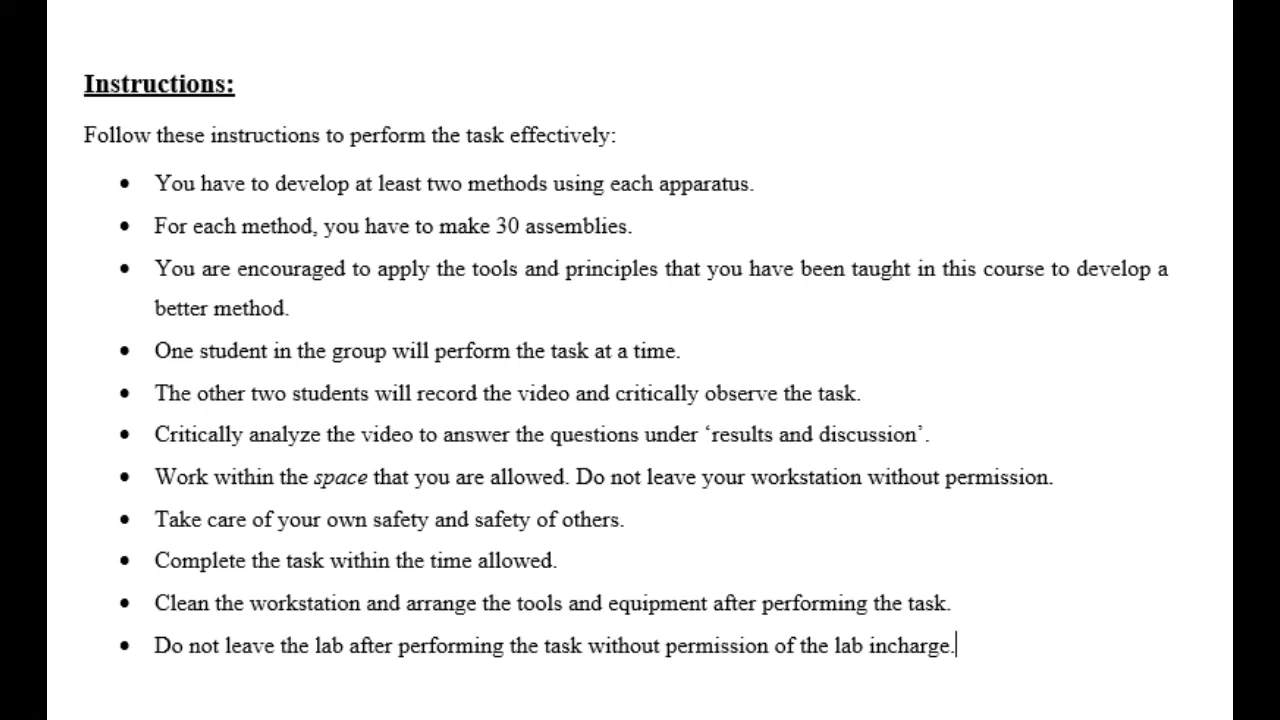 Instructions:
Follow these instructions to perform the task effectively:
• You have to develop at least two methods using each apparatus.
• For each method, you have to make 30 assemblies.
• You are encouraged to apply the tools and principles that you have been taught in this course to develop a
better method.
• One student in the group will perform the task at a time.
• The other two students will record the video and critically observe the task.
• Critically analyze the video to answer the questions under ‘results and discussion’.
• Work within the space that you are allowed. Do not leave your workstation without permission.
• Take care of your own safety and safety of others.
• Complete the task within the time allowed.
• Clean the workstation and arrange the tools and equipment after performing the task.
• Do not leave the lab after performing the task without permission of the lab incharge.